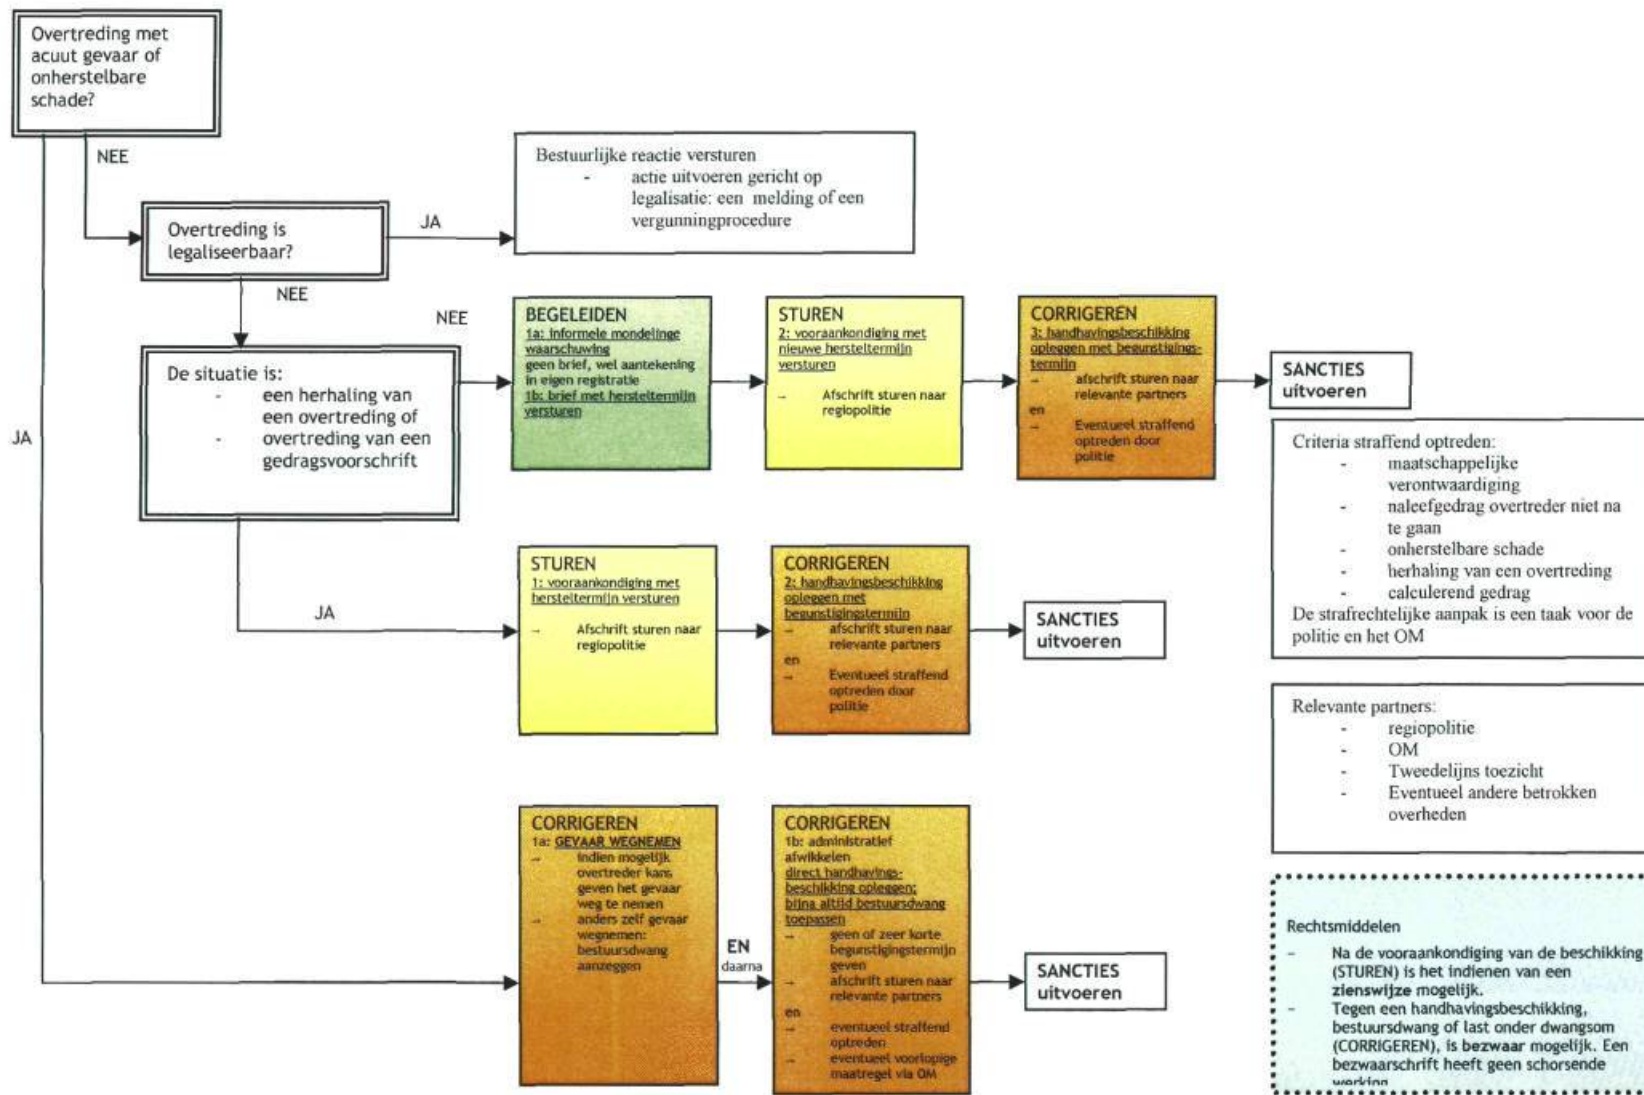 Overtreding met
acuut gevaar of
onherstelbare
schade?
NEE
Bestuurlijke reactie versturen
- actie uitvoeren gericht op
legalisatie: een melding of een
vergunningprocedure
Overtreding is
legaliseerbaar?
JA
NEE
NEE
De situatie is:
- een herhaling van
een overtreding of
- overtreding van een
gedragsvoorschrift
BEGELEIDEN
1a: informele mondelinge
waarschuwing
geen brief, wel aantekening
in eigen registratie
1b: brief met hersteltermijn
versturen
STUREN
2: vooraankondiging met
nieuwe hersteltermijn
versturen
→ Afschrift sturen naar
regiopolitie
CORRIGEREN
3: handhavingsbeschikking
opleggen met begunstigings-
termijn
→ afschrift sturen naar
relevante partners
en
→ Eventueel straffend
optreden door
politie
SANCTIES
uitvoeren
JA
Criteria straffend optreden:
- maatschappelijke
verontwaardiging
- naleefgedrag overtreder niet na
te gaan
- onherstelbare schade
- herhaling van een overtreding
- calculerend gedrag
De strafrechtelijke aanpak is een taak voor de
politie en het OM
JA
STUREN
1: vooraankondiging met
hersteltermijn versturen
→ Afschrift sturen naar
regiopolitie
CORRIGEREN
2: handhavingsbeschikking
opleggen met
begunstigingstermijn
→ afschrift sturen naar
relevante partners
en
→ Eventueel straffend
optreden door
politie
SANCTIES
uitvoeren
Relevante partners:
- regiopolitie
- OM
- Tweedelijns toezicht
- Eventueel andere betrokken
overheden
CORRIGEREN
1a: GEVAAR WEGNEMEN
→ indien mogelijk
overtreder kans
geven het gevaar
weg te nemen
→ anders zelf gevaar
wegnemen:
bestuursdwang
aanzeggen
EN
daarna
CORRIGEREN
1b: administratief
afwikkelen
direct handhavings-
beschikking opleggen;
bijna altijd bestuursdwang
toepassen
→ geen of zeer korte
begunstigingstermijn
geven
→ afschrift sturen naar
relevante partners
en
→ eventueel straffend
optreden
→ eventueel voorlopige
maatregel via OM
SANCTIES
uitvoeren
Rechtsmiddelen
- Na de vooraankondiging van de beschikking
(STUREN) is het indienen van een
zienswijze mogelijk.
- Tegen een handhavingsbeschikking,
bestuursdwang of last onder dwangsom
(CORRIGEREN), is bezwaar mogelijk. Een
bezwaarschrift heeft geen schorsende
werking